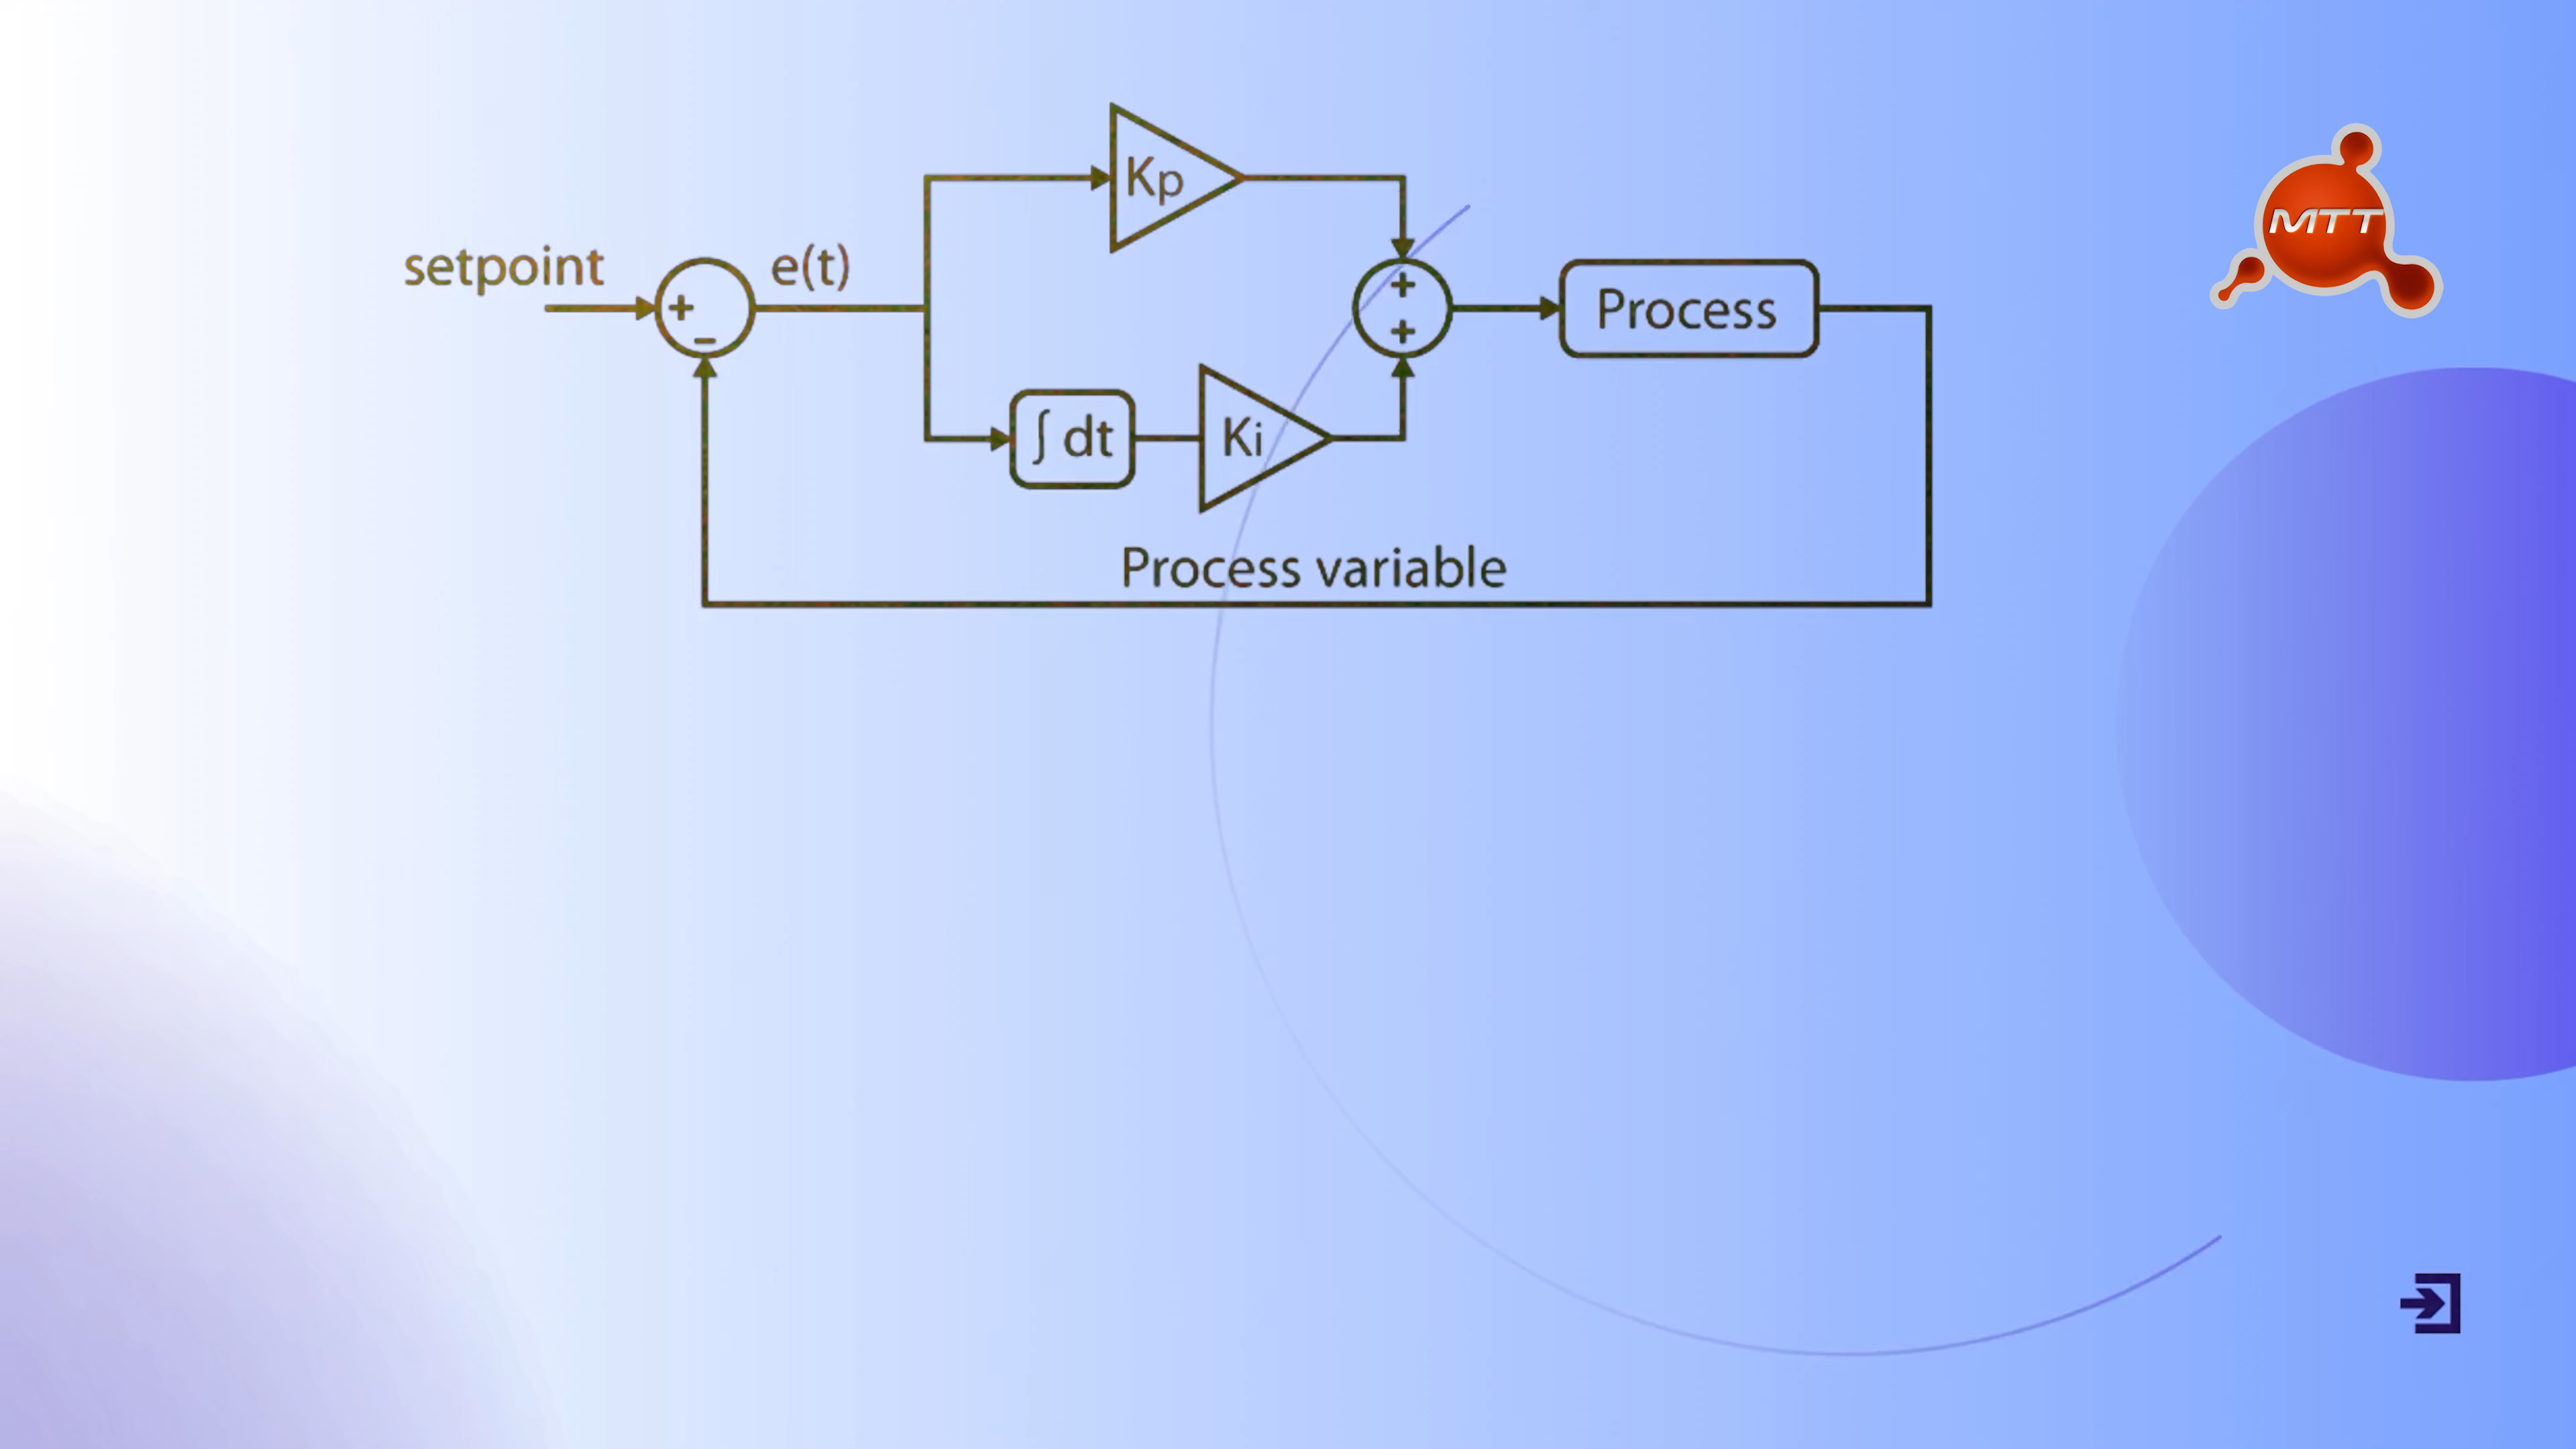 Kp
MTT
setpoint
e(t)
+
−
+
+
Process
∫ dt
Ki
Process variable